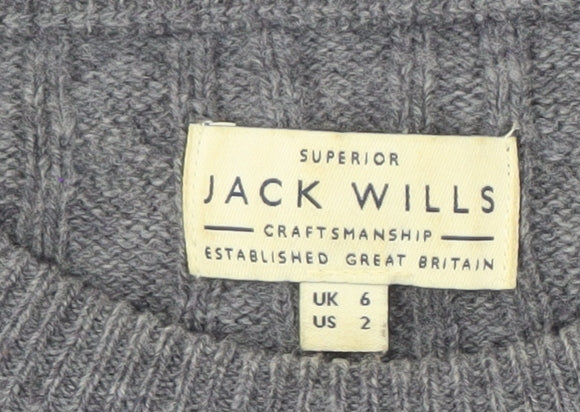 SUPERIOR
JACK WILLS
CRAFTSMANSHIP
ESTABLISHED GREAT BRITAIN
UK 6
US 2